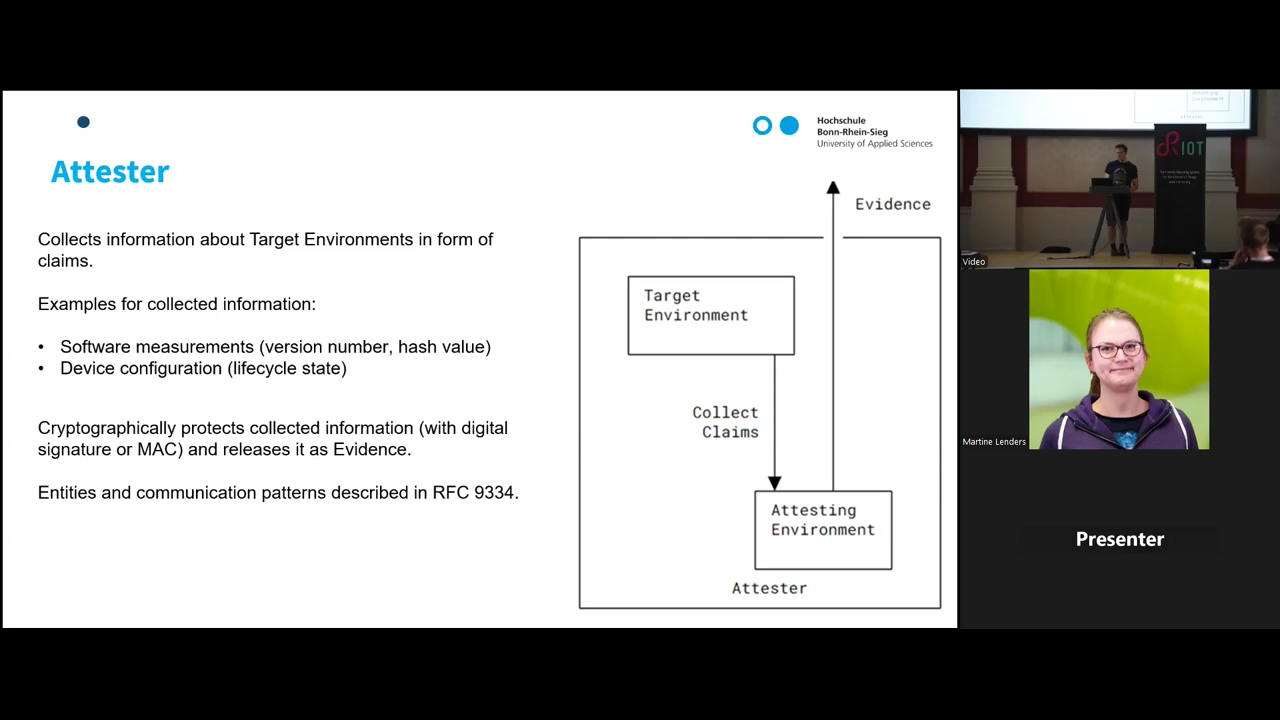 Attester
Hochschule
Bonn-Rhein-Sieg
University of Applied Sciences
Collects information about Target Environments in form of
claims.
Examples for collected information:
• Software measurements (version number, hash value)
• Device configuration (lifecycle state)
Cryptographically protects collected information (with digital
signature or MAC) and releases it as Evidence.
Entities and communication patterns described in RFC 9334.
Evidence
Target
Environment
Collect
Claims
Attesting
Environment
Attester
RIOT
Video
Martine Lenders
Presenter